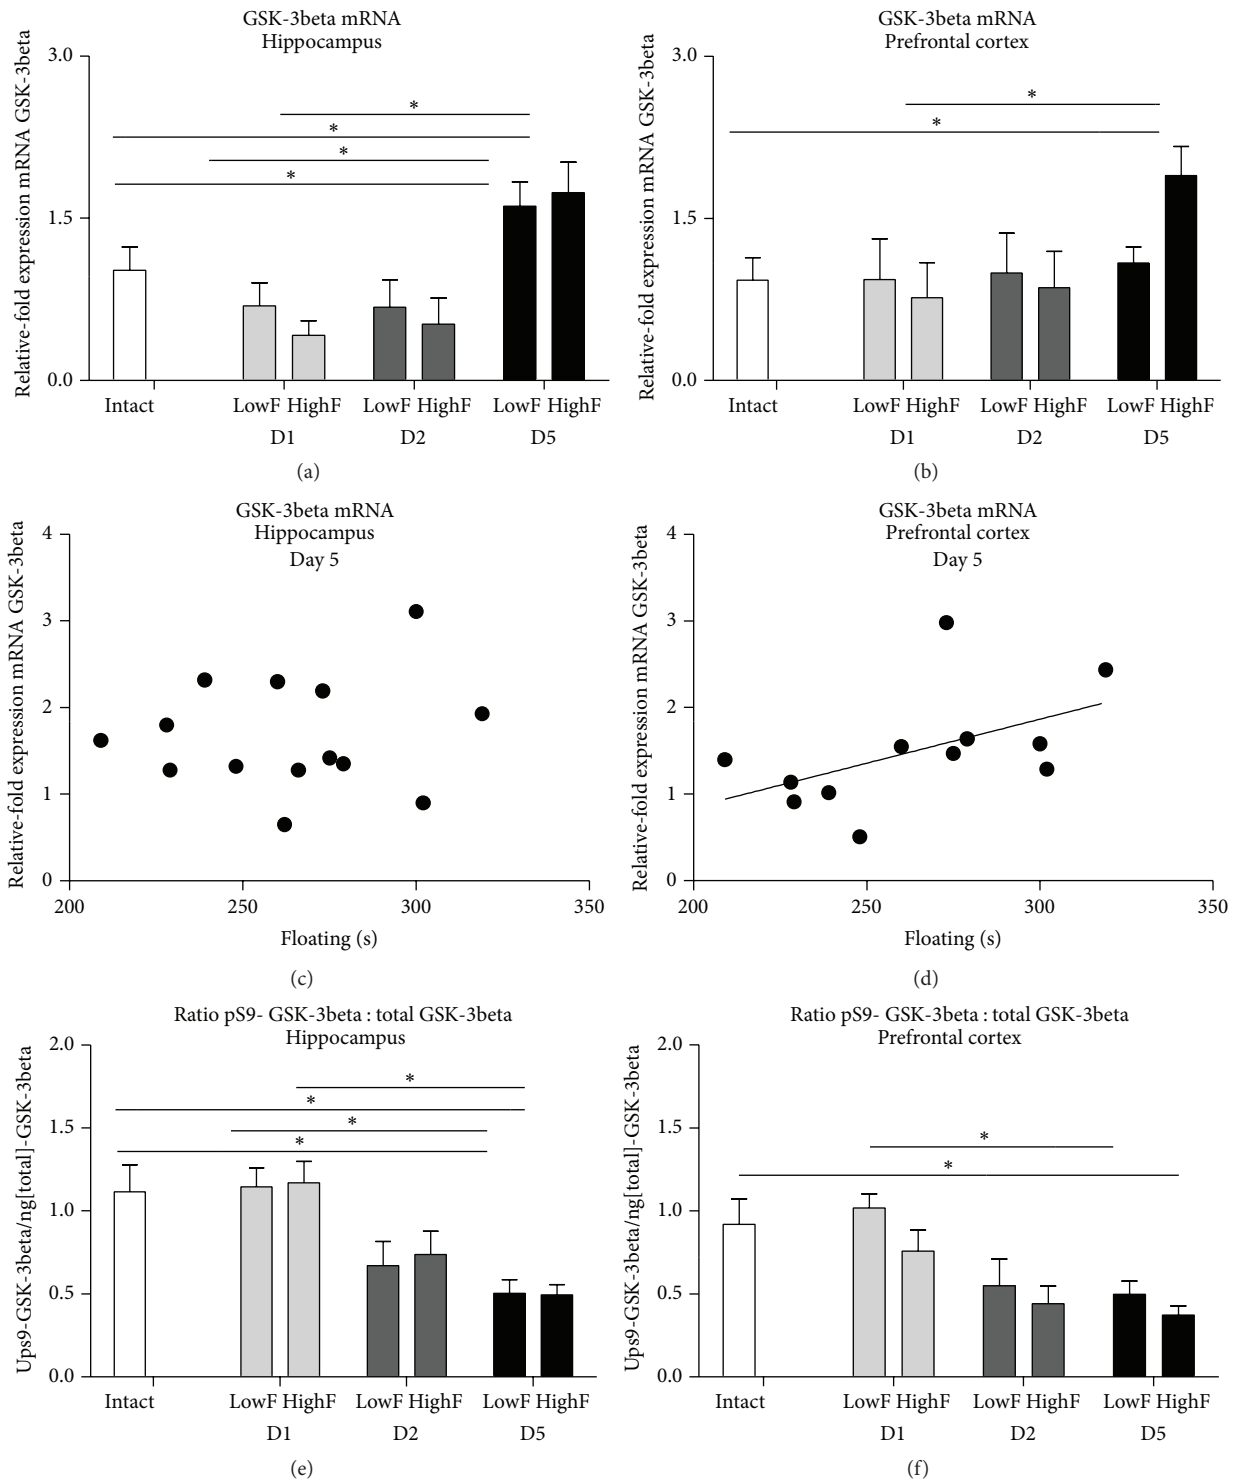 GSK-3beta mRNA
Hippocampus
Relative-fold expression mRNA GSK-3beta
3.0
1.5
0.0
*
*
*
*
Intact
LowF HighF
LowF HighF
LowF HighF
D1
D2
D5
(a)
GSK-3beta mRNA
Prefrontal cortex
Relative-fold expression mRNA GSK-3beta
3.0
1.5
0.0
*
*
Intact
LowF HighF
LowF HighF
LowF HighF
D1
D2
D5
(b)
GSK-3beta mRNA
Hippocampus
Day 5
Relative-fold expression mRNA GSK-3beta
4
3
2
1
0
200
250
300
350
Floating (s)
(c)
GSK-3beta mRNA
Prefrontal cortex
Day 5
Relative-fold expression mRNA GSK-3beta
4
3
2
1
0
200
250
300
350
Floating (s)
(d)
Ratio pS9- GSK-3beta : total GSK-3beta
Hippocampus
Ups9-GSK-3beta/ng[total]-GSK-3beta
2.0
1.5
1.0
0.5
0.0
*
*
*
*
Intact
LowF HighF
LowF HighF
LowF HighF
D1
D2
D5
(e)
Ratio pS9- GSK-3beta : total GSK-3beta
Prefrontal cortex
Ups9-GSK-3beta/ng[total]-GSK-3beta
2.0
1.5
1.0
0.5
0.0
*
*
Intact
LowF HighF
LowF HighF
LowF HighF
D1
D2
D5
(f)